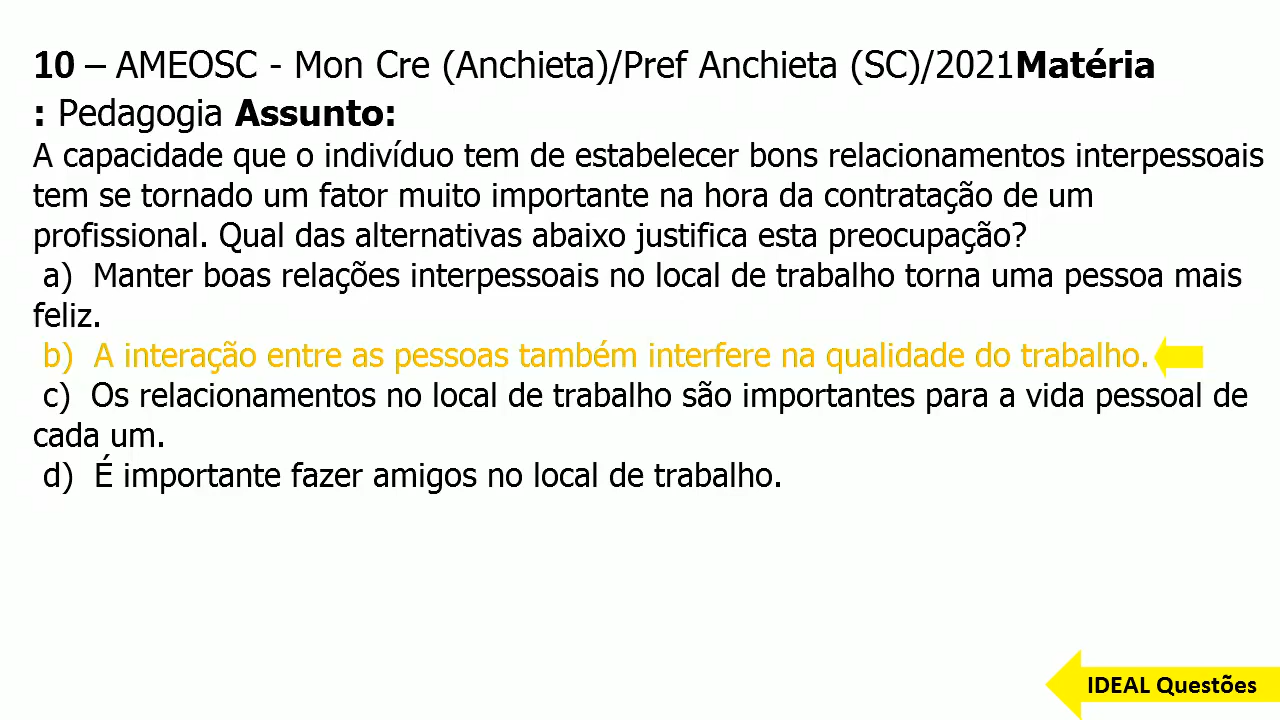 10 – AMEOSC - Mon Cre (Anchieta)/Pref Anchieta (SC)/2021Matéria
: Pedagogia Assunto:
A capacidade que o indivíduo tem de estabelecer bons relacionamentos interpessoais
tem se tornado um fator muito importante na hora da contratação de um
profissional. Qual das alternativas abaixo justifica esta preocupação?
a) Manter boas relações interpessoais no local de trabalho torna uma pessoa mais
feliz.
b) A interação entre as pessoas também interfere na qualidade do trabalho.
c) Os relacionamentos no local de trabalho são importantes para a vida pessoal de
cada um.
d) É importante fazer amigos no local de trabalho.
IDEAL Questões